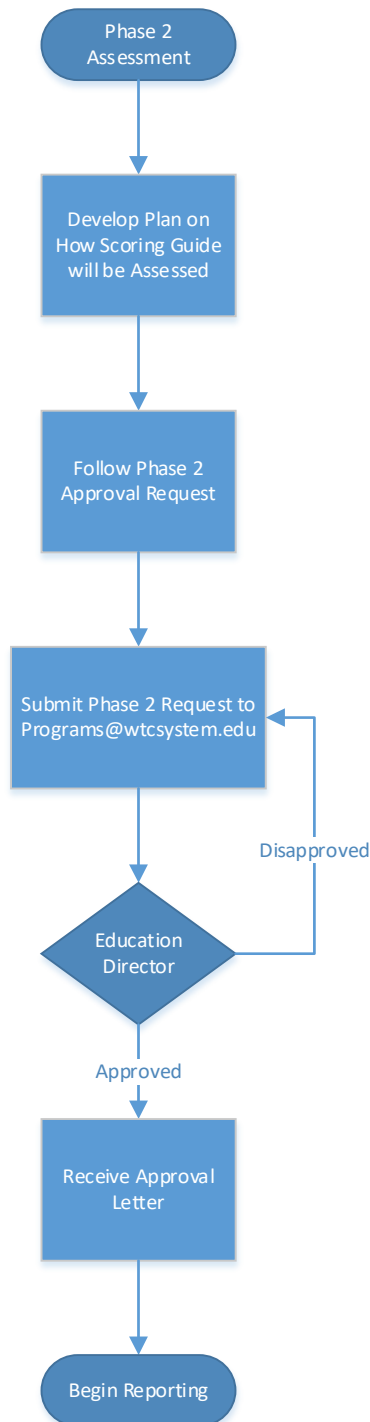 Phase 2
Assessment
Develop Plan on
How Scoring Guide
will be Assessed
Follow Phase 2
Approval Request
Submit Phase 2 Request to
Programs@wtcsystem.edu
Disapproved
Education
Director
Approved
Receive Approval
Letter
Begin Reporting